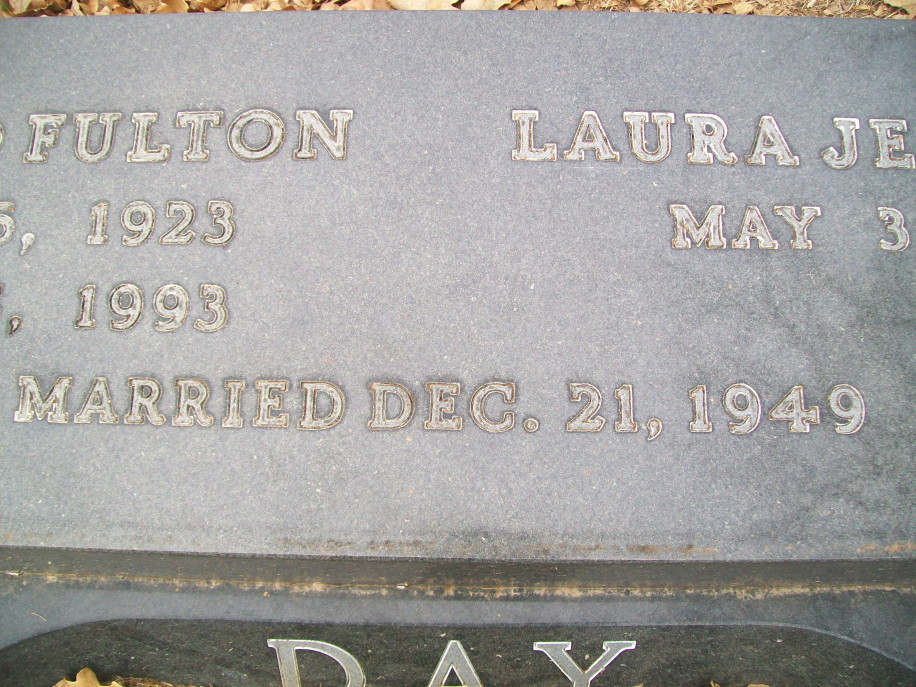 FULTON LAURA JE
, 1923 MAY 3
, 1993
MARRIED DEC. 21, 1949
DAY